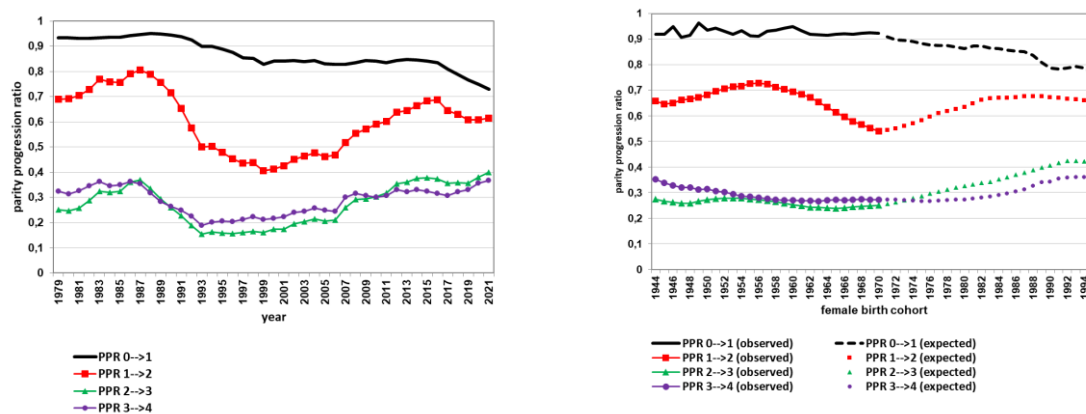 parity progression ratio
1
0,9
0,8
0,7
0,6
0,5
0,4
0,3
0,2
0,1
0
1979 1981 1983 1985 1987 1989 1991 1993 1995 1997 1999 2001 2003 2005 2007 2009 2011 2013 2015 2017 2019 2021
year
PPR 0-->1
PPR 1-->2
PPR 2-->3
PPR 3-->4
parity progression ratio
1
0,9
0,8
0,7
0,6
0,5
0,4
0,3
0,2
0,1
0
1944 1946 1948 1950 1952 1954 1956 1958 1960 1962 1964 1966 1968 1970 1972 1974 1976 1978 1980 1982 1984 1986 1988 1990 1992 1994
female birth cohort
PPR 0-->1 (observed) PPR 0-->1 (expected)
PPR 1-->2 (observed) PPR 1-->2 (expected)
PPR 2-->3 (observed) PPR 2-->3 (expected)
PPR 3-->4 (observed) PPR 3-->4 (expected)